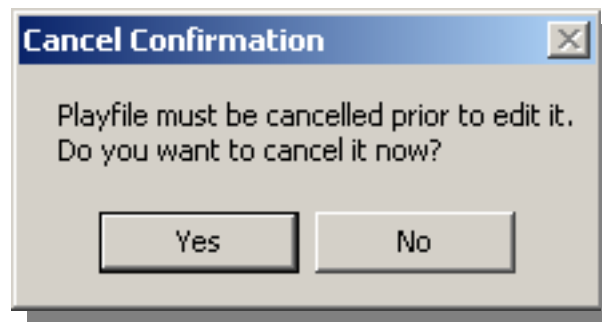 Cancel Confirmation
Playfile must be cancelled prior to edit it.
Do you want to cancel it now?
Yes
No